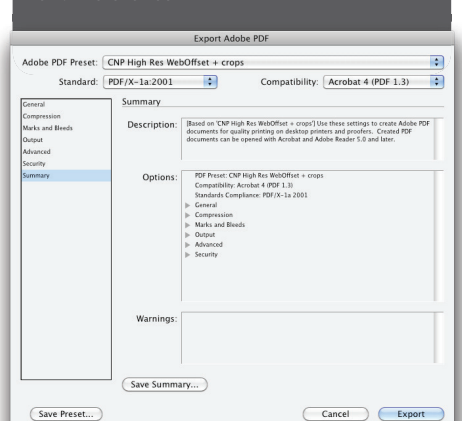 Export Adobe PDF
Adobe PDF Preset: CNP High Res WebOffset + crops
Standard: PDF/X-1a:2001 Compatibility: Acrobat 4 (PDF 1.3)
General
Compression
Marks and Bleeds
Output
Advanced
Security
Summary
Summary
Description: [Based on 'CNP High Res WebOffset + crops'] Use these settings to create Adobe PDF
documents for quality printing on desktop printers and proofers. Created PDF
documents can be opened with Acrobat and Adobe Reader 5.0 and later.
Options: PDF Preset: CNP High Res WebOffset + crops
Compatibility: Acrobat 4 (PDF 1.3)
Standards Compliance: PDF/X-1a 2001
General
Compression
Marks and Bleeds
Output
Advanced
Security
Warnings:
Save Summary...
Save Preset... Cancel Export